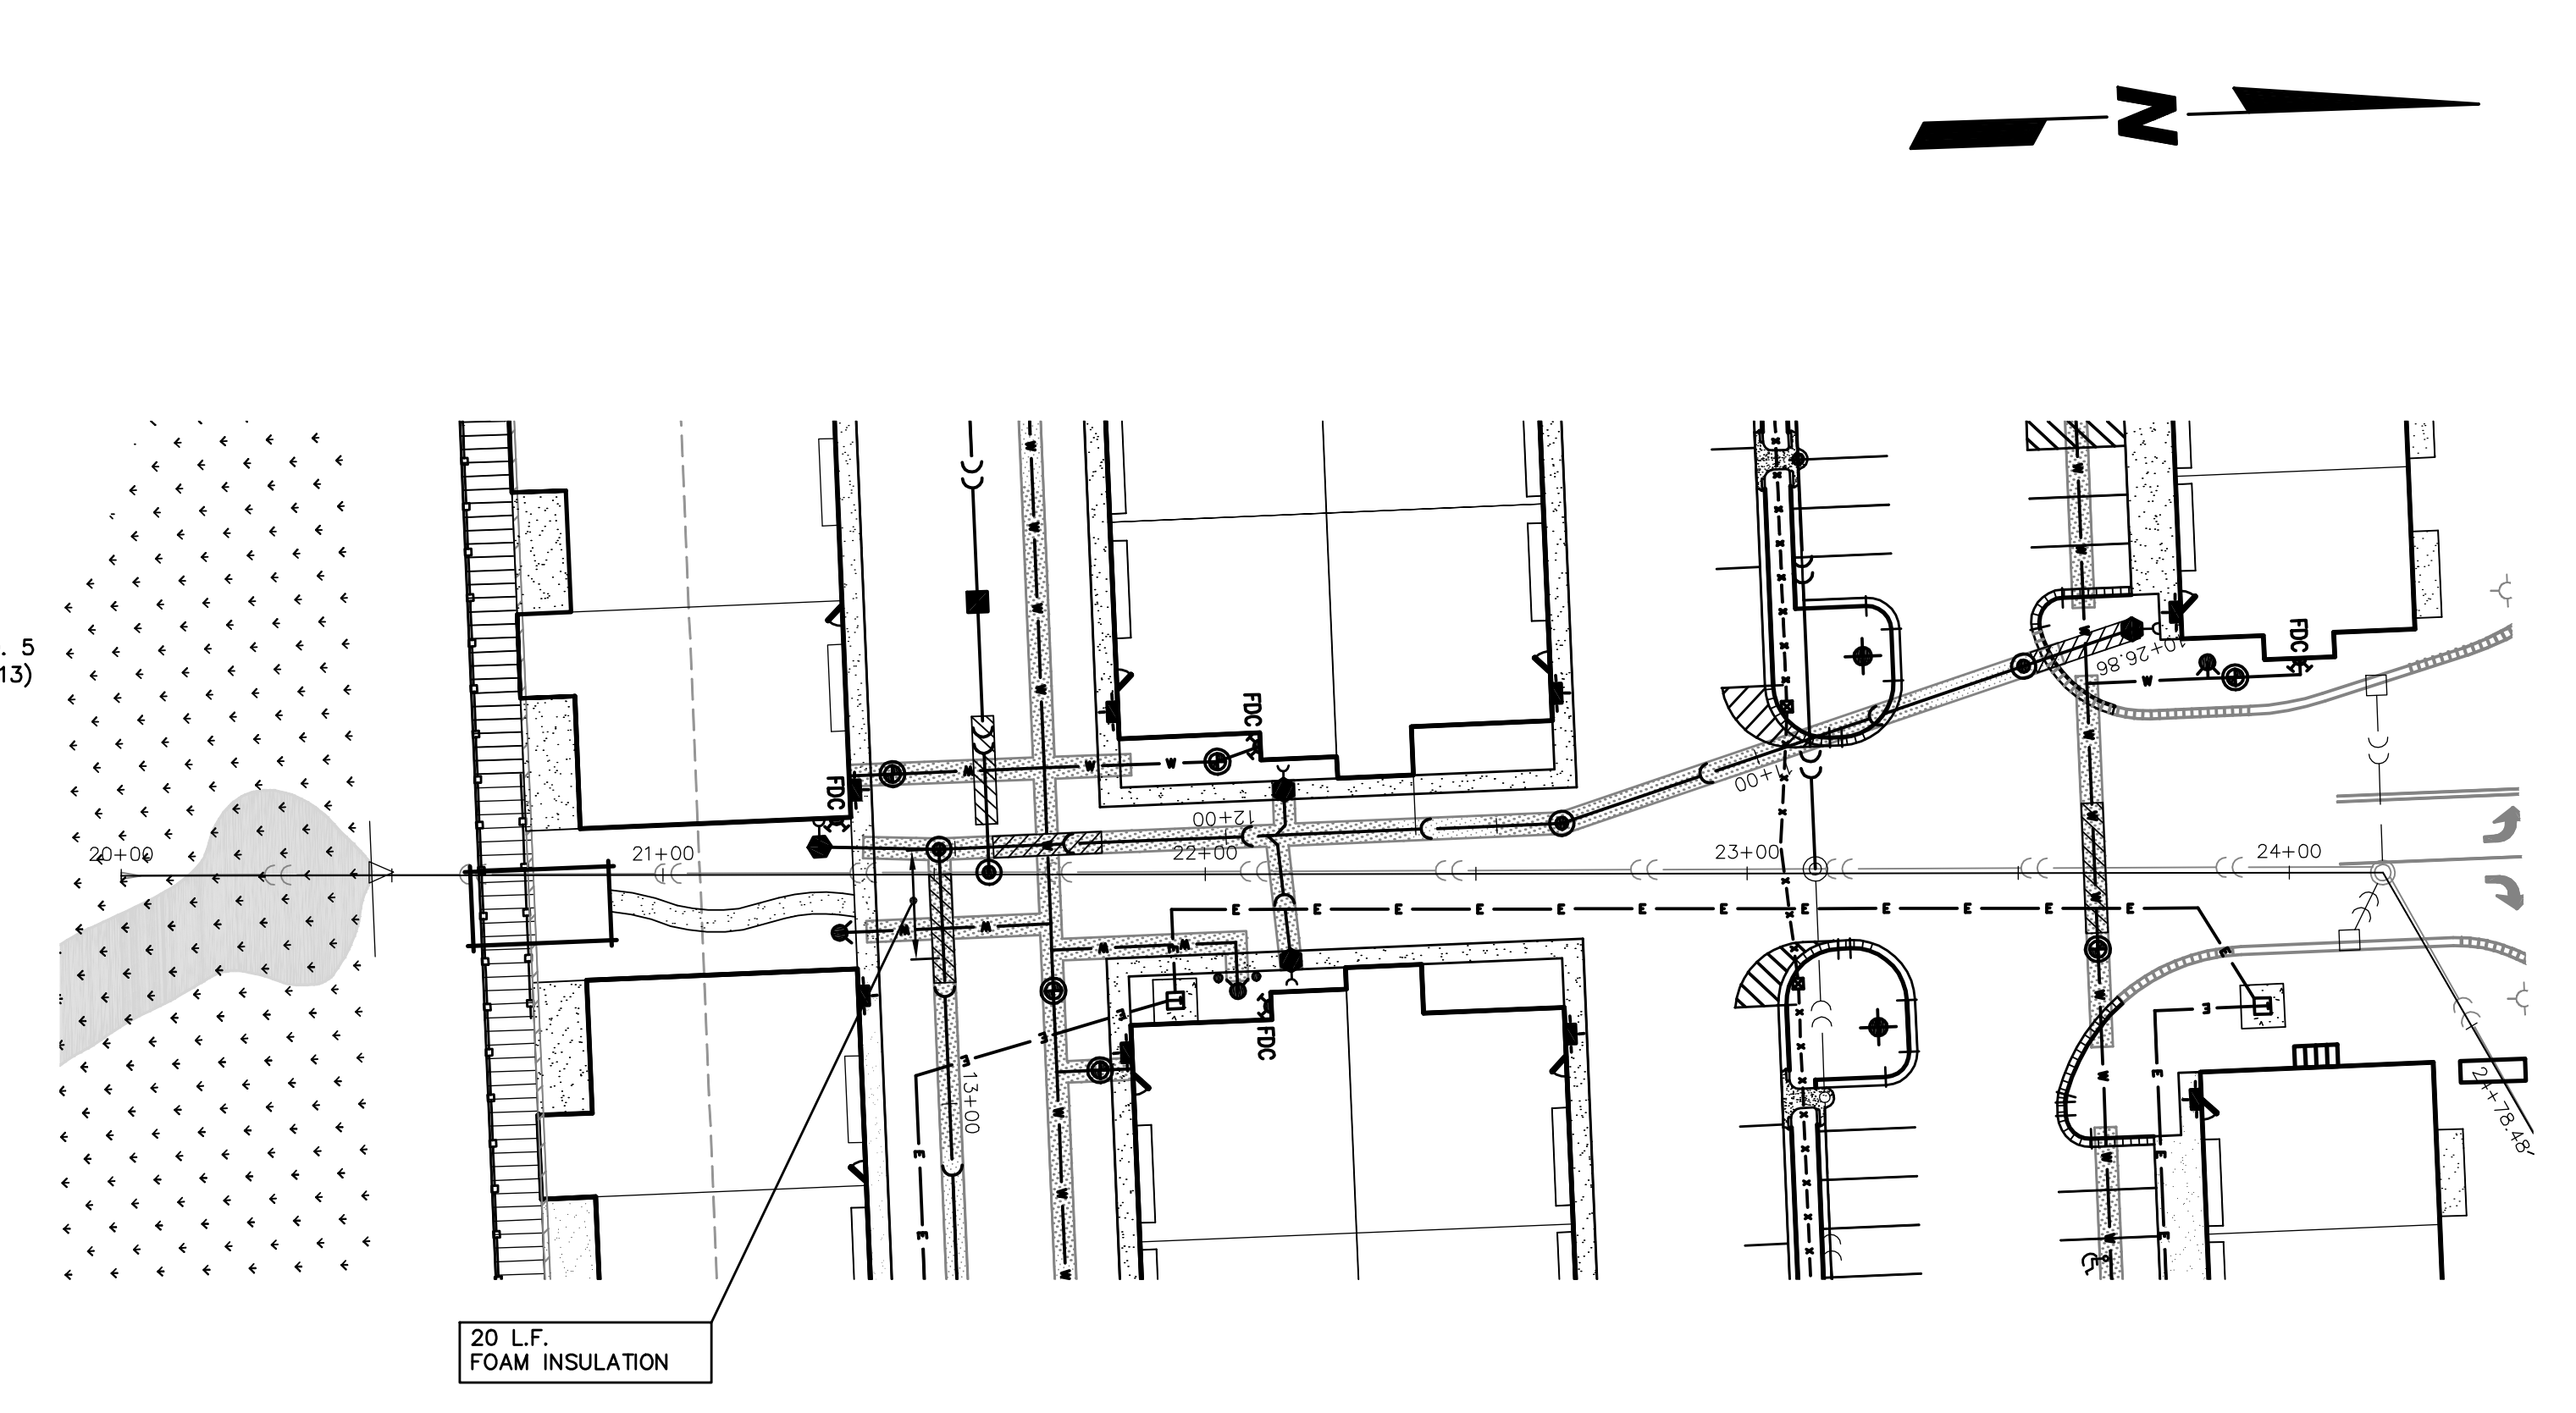 N
. 5
13)
FDC
FDC
FDC
FDC
10+26.86
11+00
12+00
13+00
20+00
21+00
22+00
23+00
24+00
24+78.48'
W W W W W W W W W W W W W W W W W W W W W W W W W W W W
E E E E E E E E E E E E E E E E E E E E E E E
20 L.F.
FOAM INSULATION